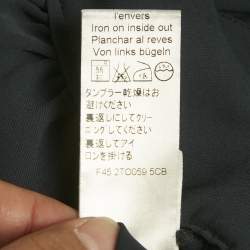 l'envers
Iron on inside out
Planchar al reves
Von links bügeln
タンブラー乾燥はお
避けください
裏返しにしてクリー
ニングしてください
裏返してアイ
ロンを掛ける
F45 2TO059 5CB